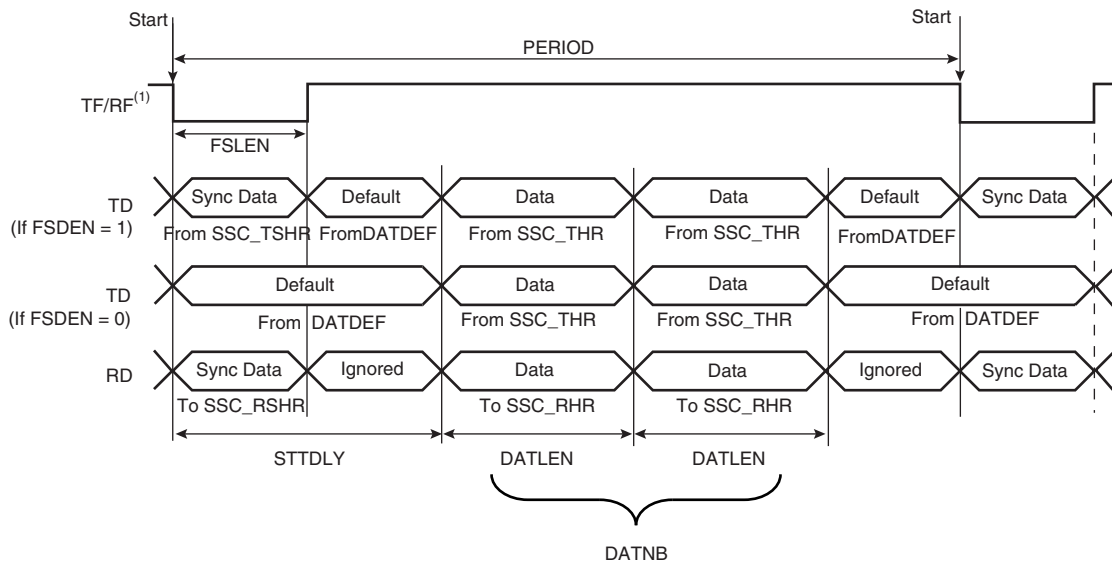 Start
Start
PERIOD
TF/RF(1)
FSLEN
TD
(If FSDEN = 1)
Sync Data
Default
Data
Data
Default
Sync Data
From SSC_TSHR
FromDATDEF
From SSC_THR
From SSC_THR
FromDATDEF
TD
(If FSDEN = 0)
Default
Data
Data
Default
From DATDEF
From SSC_THR
From SSC_THR
From DATDEF
RD
Sync Data
Ignored
Data
Data
Ignored
Sync Data
To SSC_RSHR
To SSC_RHR
To SSC_RHR
STTDLY
DATLEN
DATLEN
DATNB